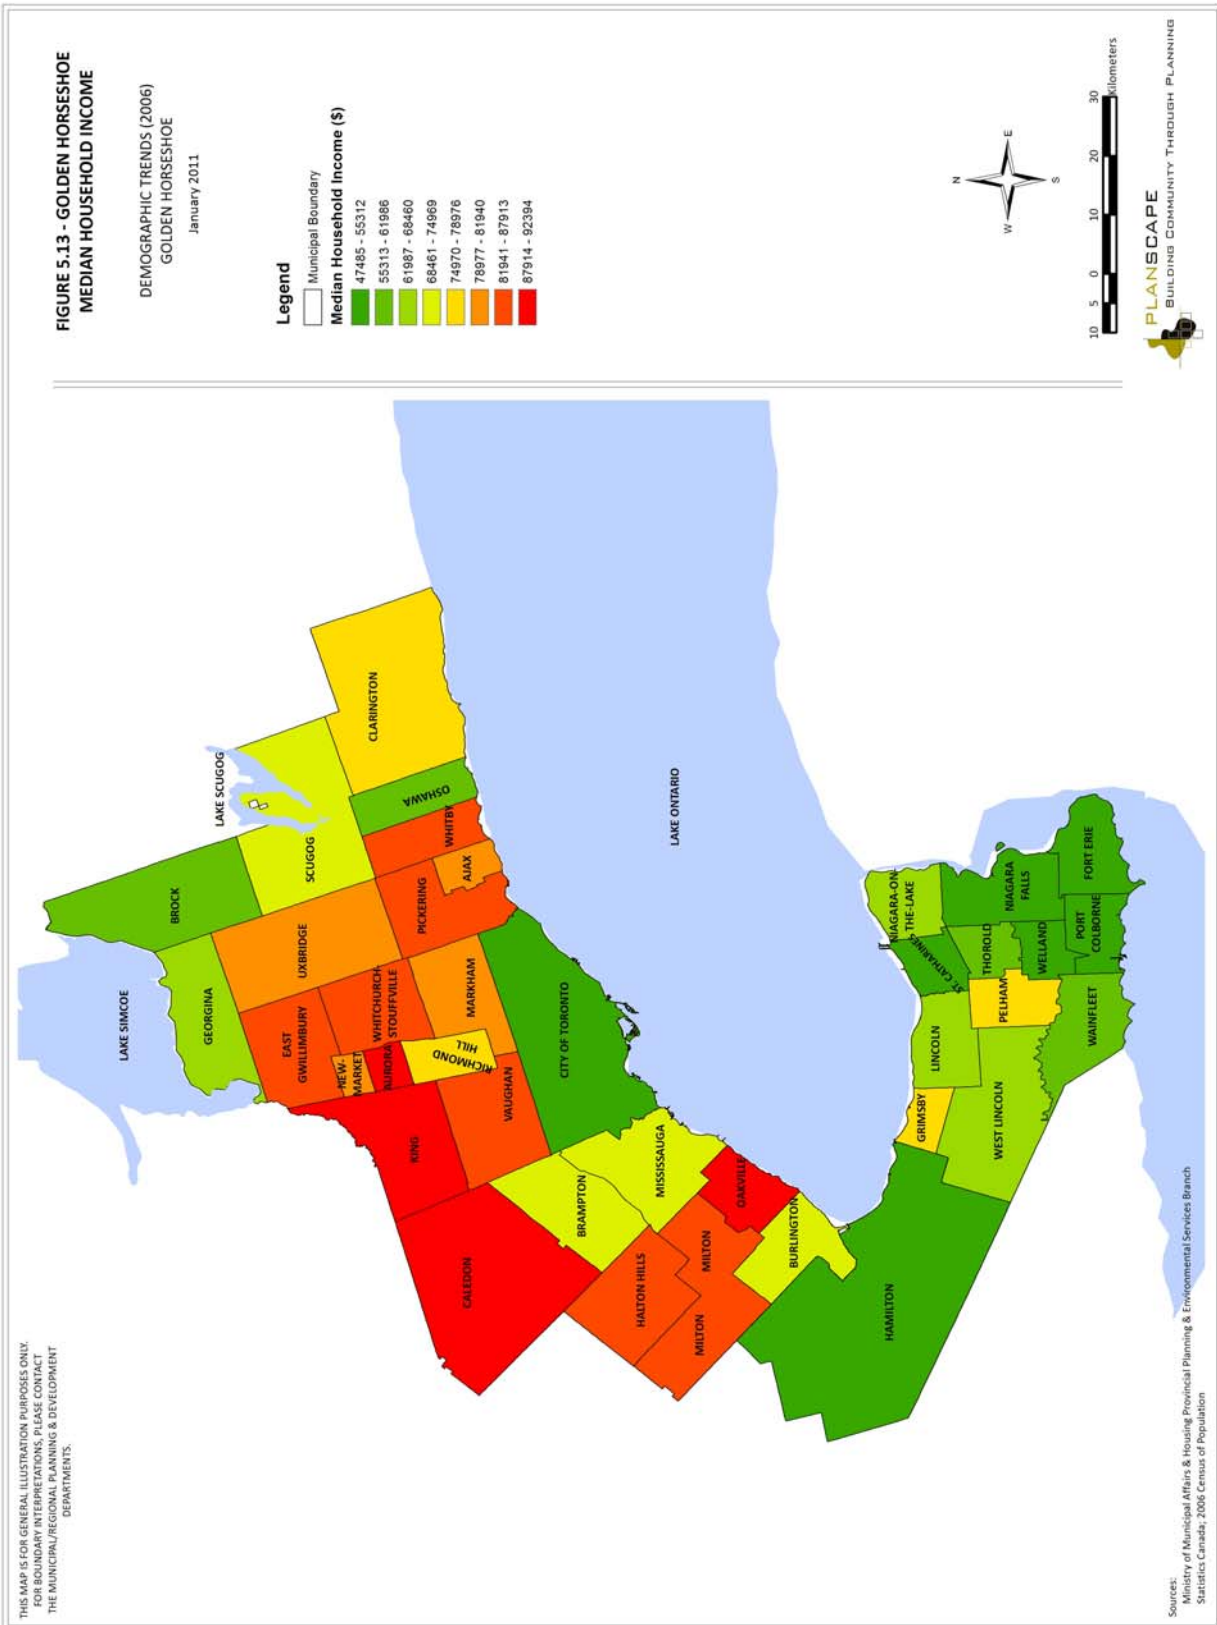 THIS MAP IS FOR GENERAL ILLUSTRATION PURPOSES ONLY.
FOR BOUNDARY INTERPRETATIONS, PLEASE CONTACT
THE MUNICIPAL/REGIONAL PLANNING & DEVELOPMENT
DEPARTMENTS.
FIGURE 5.13 - GOLDEN HORSESHOE
MEDIAN HOUSEHOLD INCOME
DEMOGRAPHIC TRENDS (2006)
GOLDEN HORSESHOE
January 2011
Legend
Municipal Boundary
Median Household Income ($)
47485 - 55312
55313 - 61986
61987 - 68460
68461 - 74969
74970 - 78976
78977 - 81940
81941 - 87913
87914 - 92394
N
W
E
S
10 5 0 10 20 30
Kilometers
PLANSCAPE
BUILDING COMMUNITY THROUGH PLANNING
LAKE SIMCOE
LAKE SCUGOG
BROCK
GEORGINA
SCUGOG
UXBRIDGE
EAST
GWILLIMBURY
CLARINGTON
OSHAWA
WHITBY
AJAX
PICKERING
WHITCHURCH-
STOUFFVILLE
NEW-
MARKET
AURORA
MARKHAM
RICHMOND
HILL
KING
VAUGHAN
CITY OF TORONTO
CALEDON
BRAMPTON
MISSISSAUGA
HALTON HILLS
MILTON
MILTON
OAKVILLE
BURLINGTON
LAKE ONTARIO
HAMILTON
GRIMSBY
LINCOLN
WEST LINCOLN
NIAGARA-ON-
THE-LAKE
ST. CATHARINES
THOROLD
NIAGARA
FALLS
PELHAM
WELLAND
WAINFLEET
PORT
COLBORNE
FORT ERIE
Sources:
Ministry of Municipal Affairs & Housing Provincial Planning & Environmental Services Branch
Statistics Canada; 2006 Census of Population